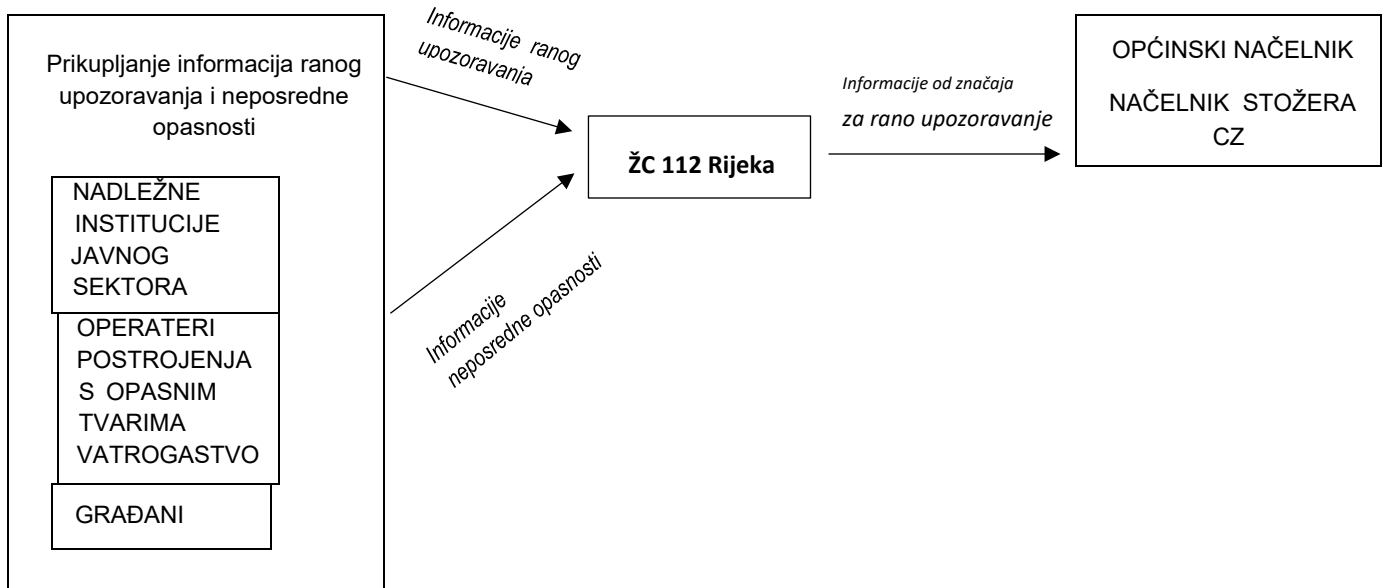 Prikupljanje informacija ranog
upozoravanja i neposredne
opasnosti
NADLEŽNE
INSTITUCIJE
JAVNOG
SEKTORA
OPERATERI
POSTROJENJA
S OPASNIM
TVARIMA
VATROGASTVO
GRAĐANI
Informacije ranog
upozoravanja
Informacije
neposredne opasnosti
ŽC 112 Rijeka
Informacije od značaja
za rano upozoravanje
OPĆINSKI NAČELNIK
NAČELNIK STOŽERA
CZ